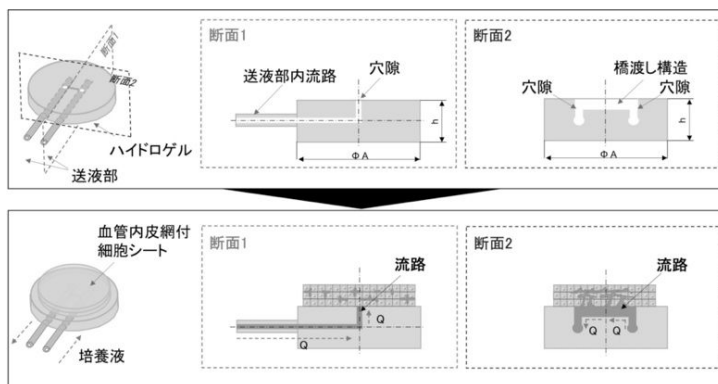 断面1
断面2
ハイドロゲル
送液部
断面1
送液部内流路
穴隙
h
ΦA
断面2
橋渡し構造
穴隙
穴隙
h
ΦA
血管内皮網付
細胞シート
培養液
断面1
流路
Q
Q
断面2
流路
Q
Q